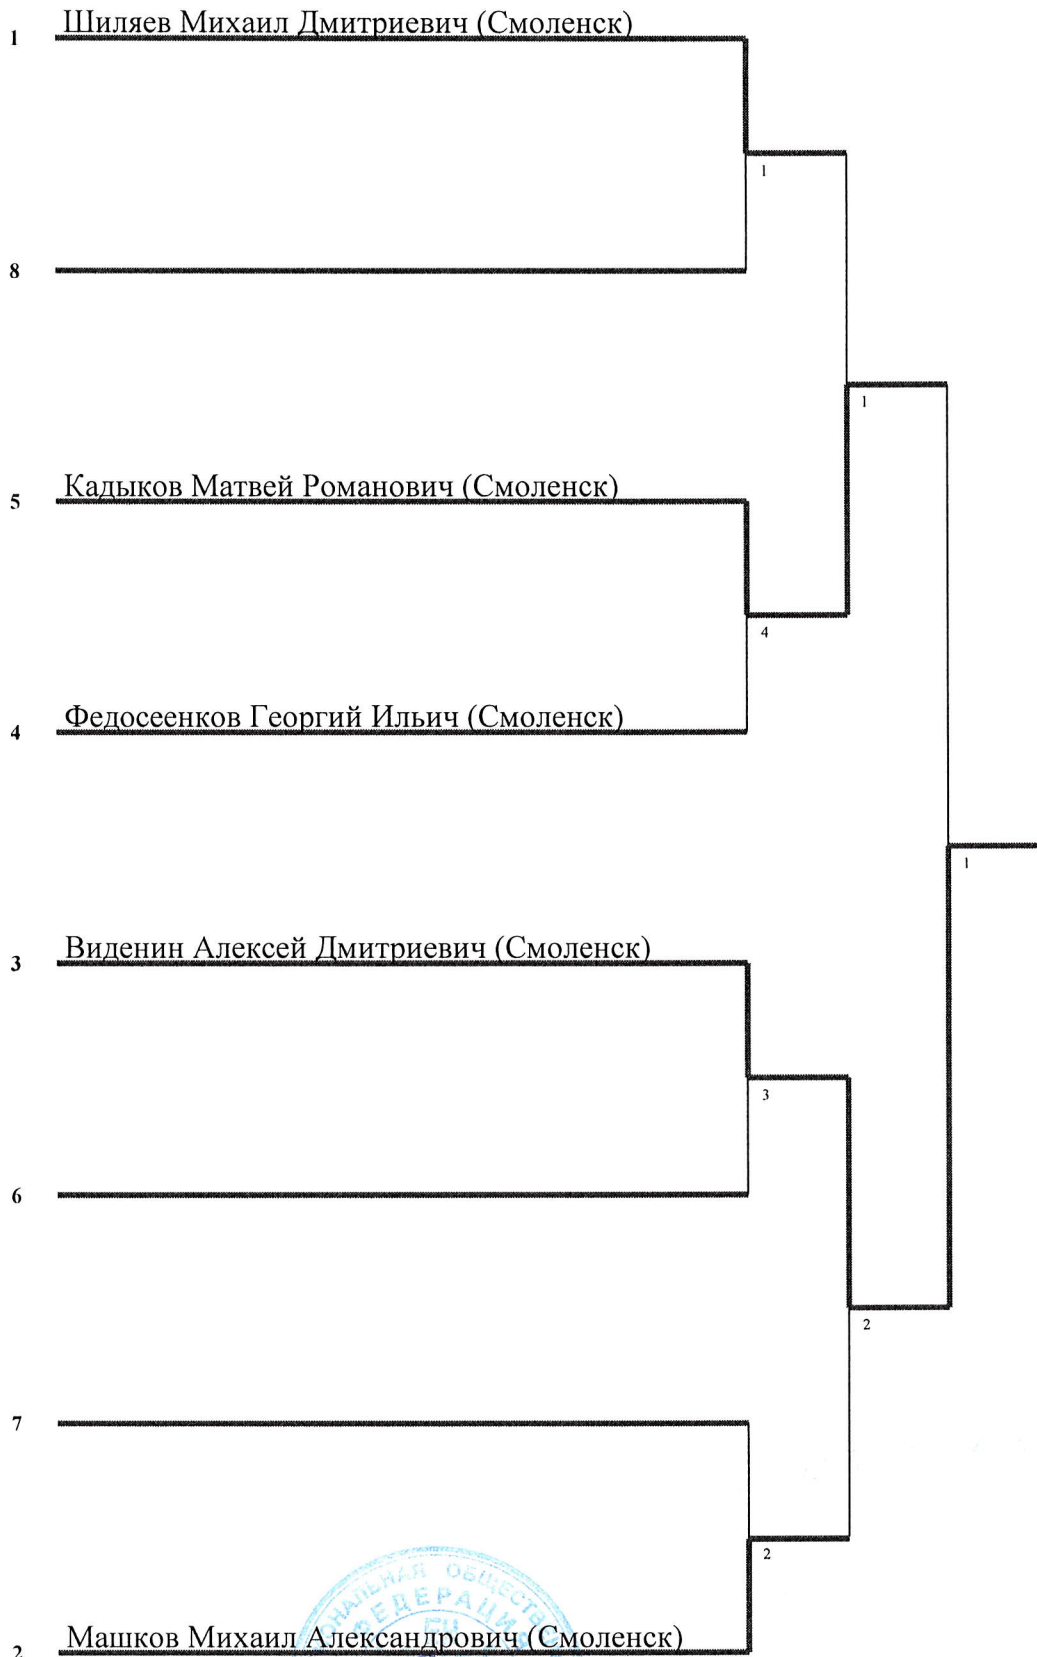 1 Шиляев Михаил Дмитриевич (Смоленск)
1
8
1
5 Кадыков Матвей Романович (Смоленск)
4
4 Федосеенков Георгий Ильич (Смоленск)
1
3 Виденин Алексей Дмитриевич (Смоленск)
3
6
2
7
2
ФЕДЕРАЦИЯ
2 Машков Михаил Александрович (Смоленск)